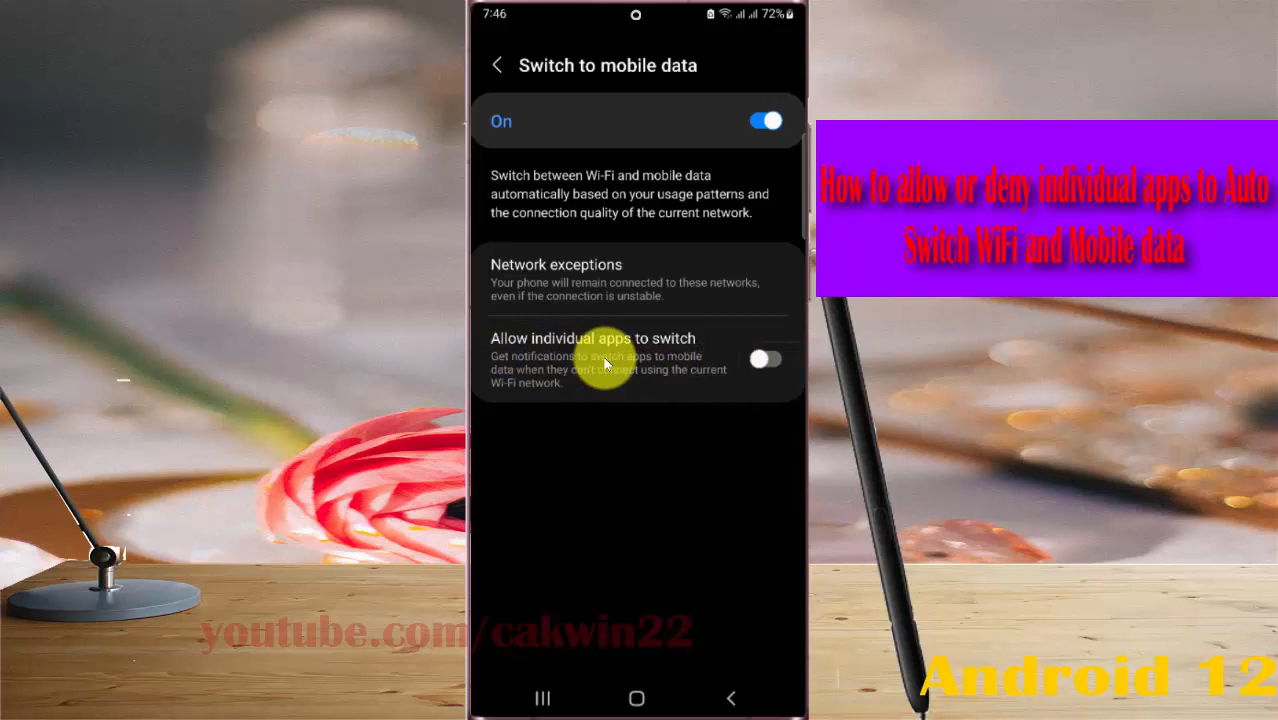 7:46
72%
Switch to mobile data
On
Switch between Wi-Fi and mobile data
automatically based on your usage patterns and
the connection quality of the current network.
Network exceptions
Your phone will remain connected to these networks,
even if the connection is unstable.
Allow individual apps to switch
Get notifications to switch apps to mobile
data when they can't connect using the current
Wi-Fi network.
How to allow or deny individual apps to Auto
Switch WiFi and Mobile data
youtube.com/cakwin22
Android 12